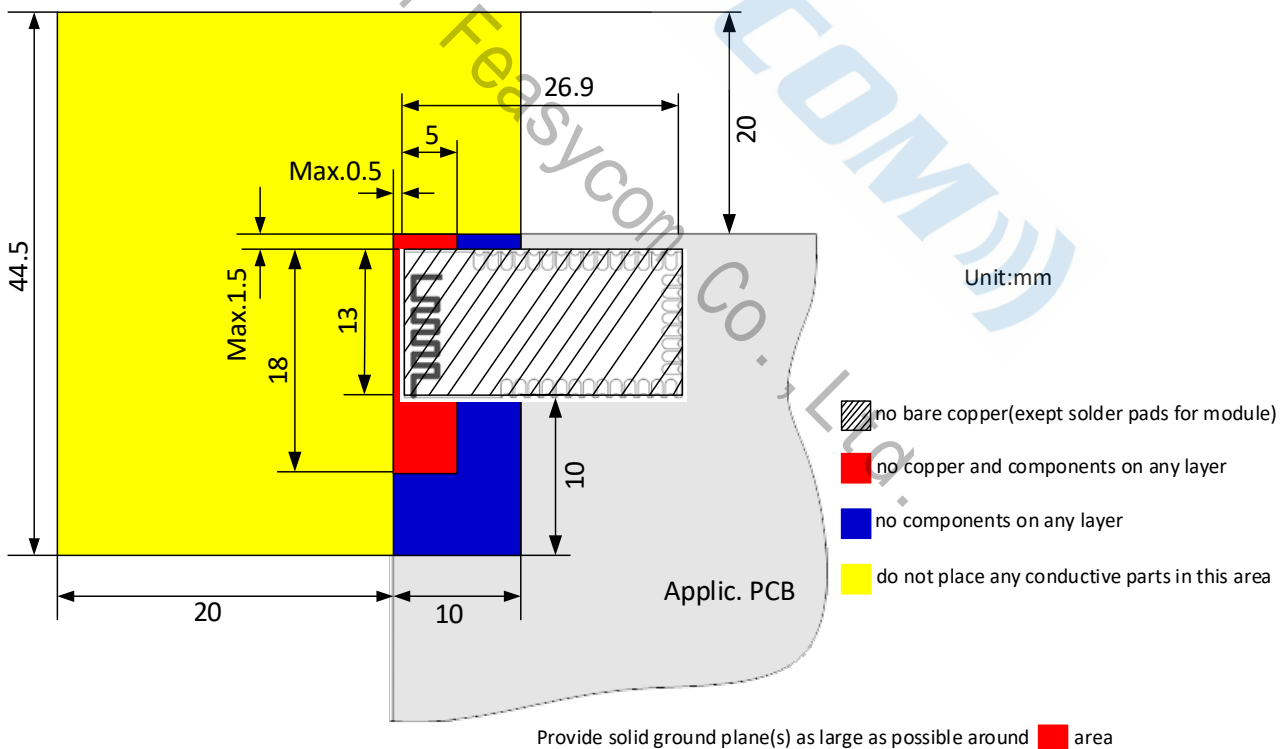 26.9
20
5
Max.0.5
44.5
Max.1.5
18
13
10
20
10
Unit:mm
Applic. PCB
no bare copper(exept solder pads for module)
no copper and components on any layer
no components on any layer
do not place any conductive parts in this area
Provide solid ground plane(s) as large as possible around area
Feasycom Co., Ltd.
COM